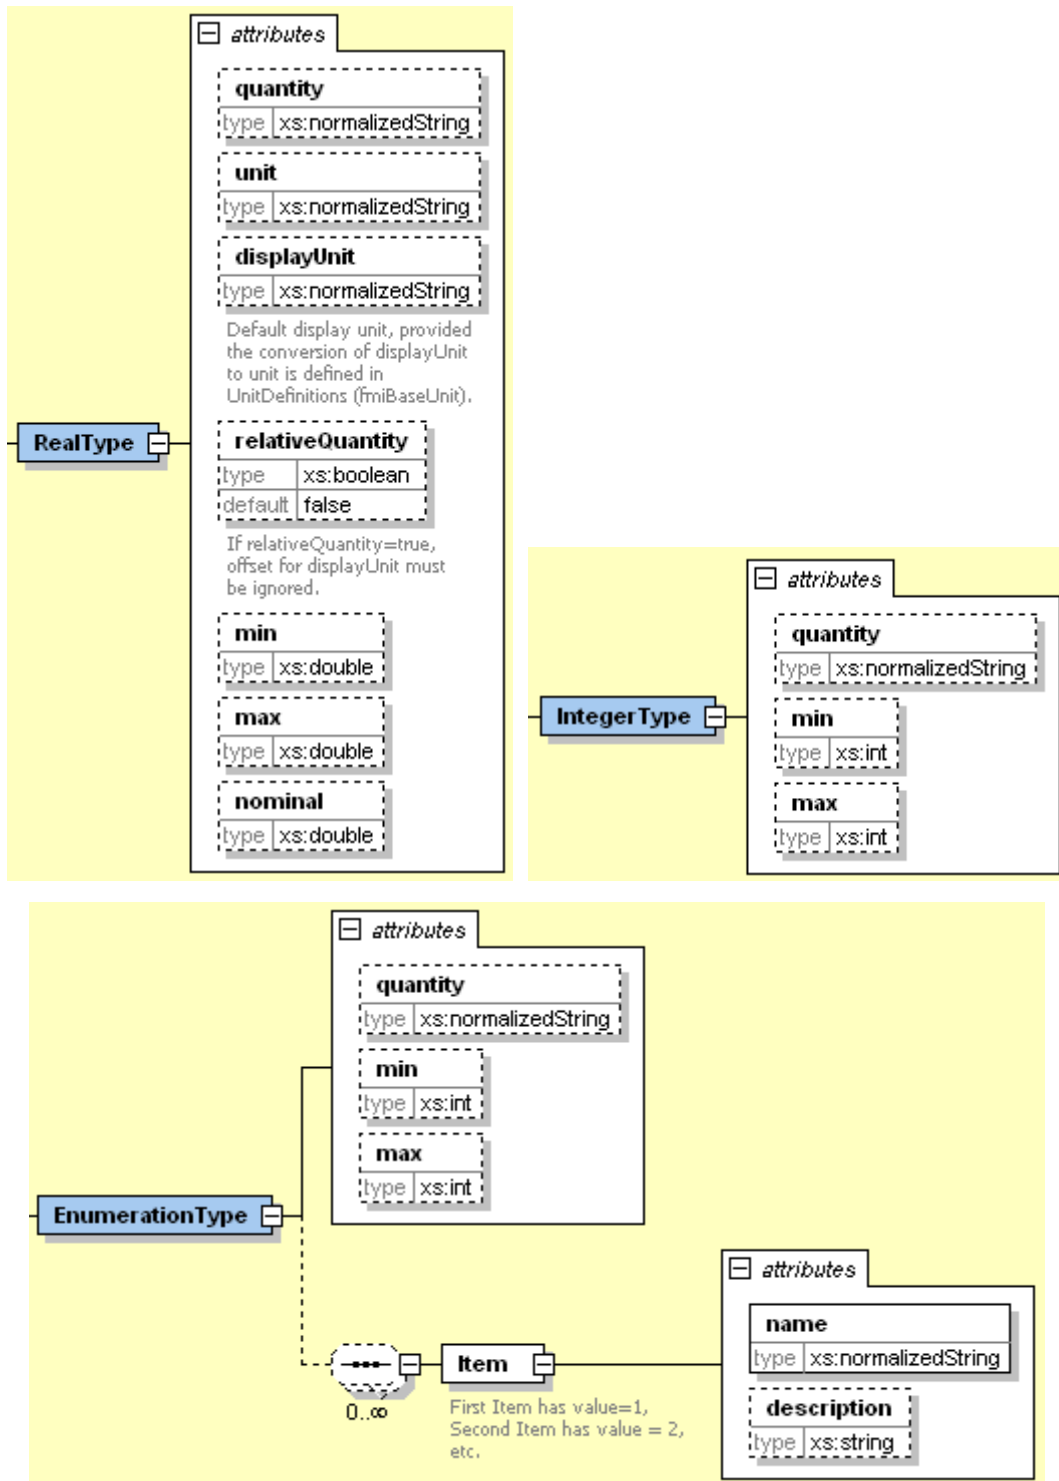 attributes
quantity
type xs:normalizedString
unit
type xs:normalizedString
displayUnit
type xs:normalizedString
Default display unit, provided
the conversion of displayUnit
to unit is defined in
UnitDefinitions (fmiBaseUnit).
RealType
relativeQuantity
type xs:boolean
default false
If relativeQuantity=true,
offset for displayUnit must
be ignored.
min
type xs:double
max
type xs:double
nominal
type xs:double
attributes
quantity
type xs:normalizedString
IntegerType
min
type xs:int
max
type xs:int
attributes
quantity
type xs:normalizedString
min
type xs:int
max
type xs:int
EnumerationType
attributes
name
type xs:normalizedString
Item
0..∞
First Item has value=1,
Second Item has value = 2,
etc.
description
type xs:string